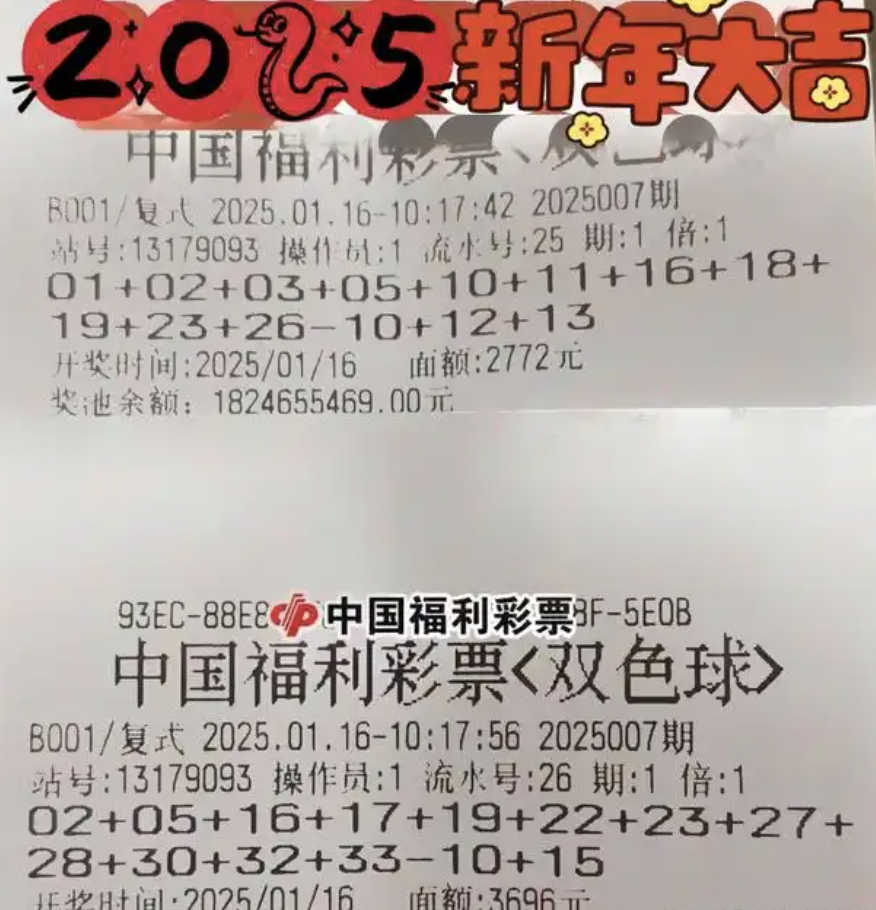 2025新年大吉
中国福利彩票
B001/复式 2025.01.16-10:17:42 2025007期
站号:13179093 操作员:1 流水号:25 期:1 倍:1
01+02+03+05+10+11+16+18+
19+23+26-10+12+13
开奖时间:2025/01/16 面额:2772元
奖池余额: 1824655469.00元
93EC-88E8
中国福利彩票
8F-5E0B
中国福利彩票<双色球>
B001/复式 2025.01.16-10:17:56 2025007期
站号:13179093 操作员:1 流水号:26 期:1 倍:1
02+05+16+17+19+22+23+27+
28+30+32+33-10+15
开奖时间:2025/01/16 面额:3696元